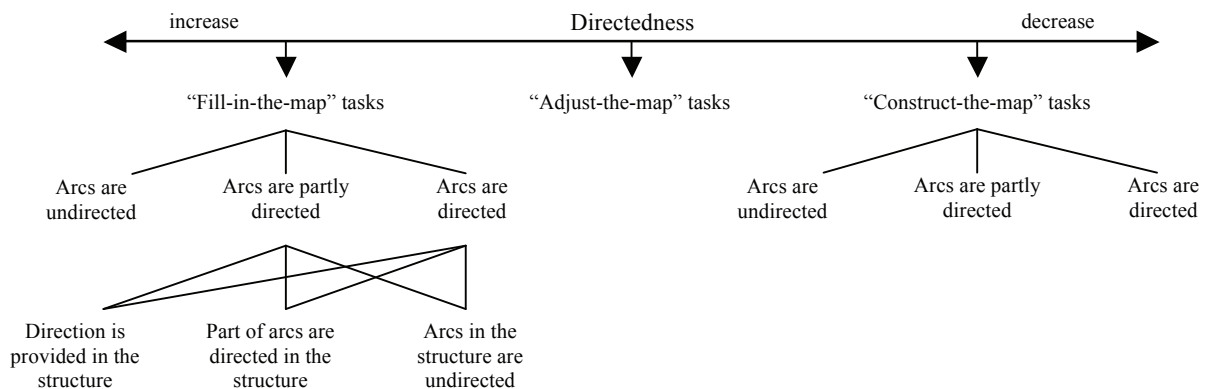 increase
Directedness
decrease
“Fill-in-the-map” tasks
“Adjust-the-map” tasks
“Construct-the-map” tasks
Arcs are
undirected
Arcs are partly
directed
Arcs are
directed
Arcs are
undirected
Arcs are partly
directed
Arcs are
directed
Direction is
provided in the
structure
Part of arcs are
directed in the
structure
Arcs in the
structure are
undirected